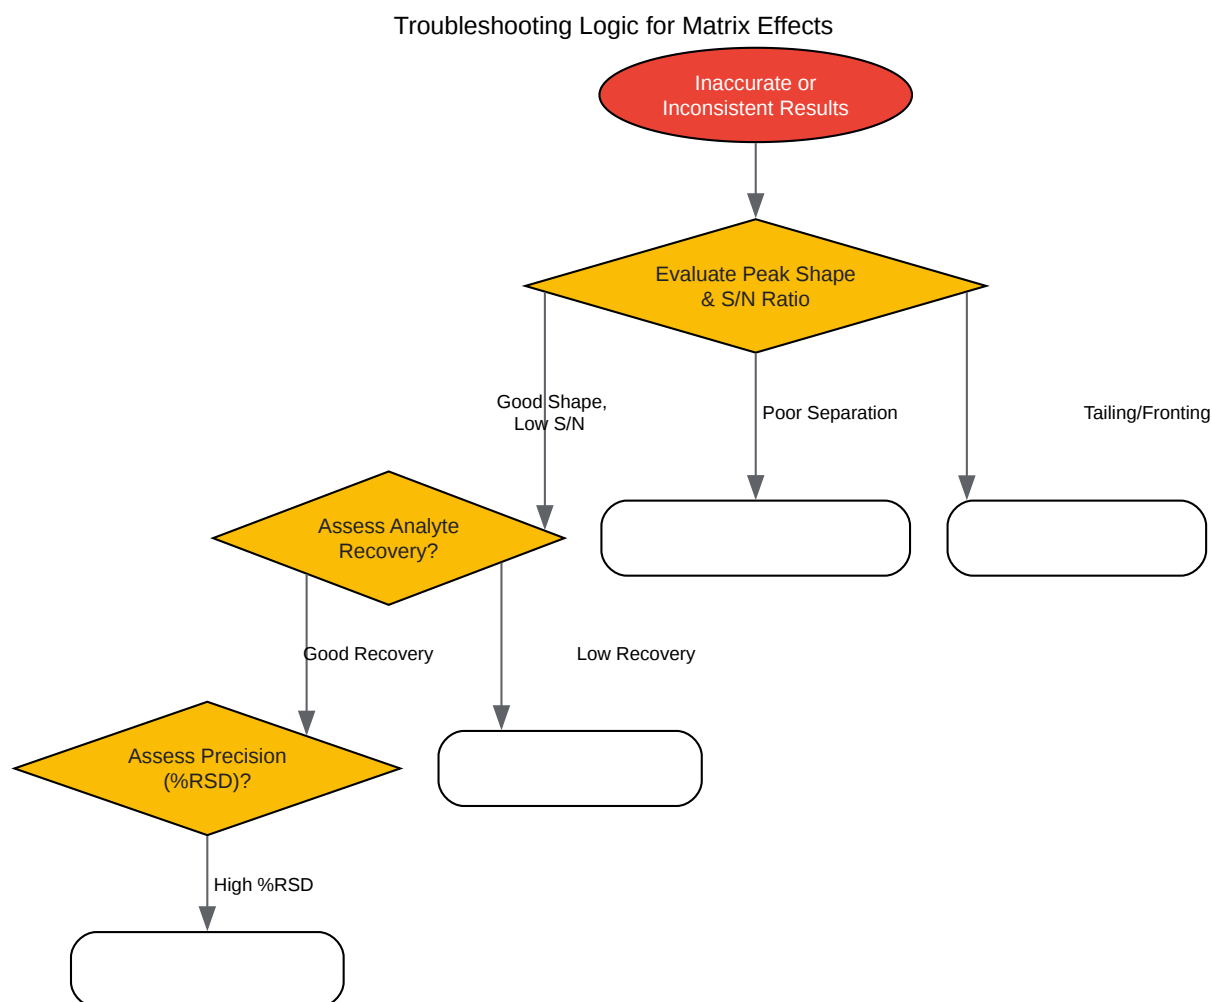 Troubleshooting Logic for Matrix Effects
Inaccurate or
Inconsistent Results
Evaluate Peak Shape
& S/N Ratio
Good Shape,
Low S/N
Poor Separation
Tailing/Fronting
Assess Analyte
Recovery?
Good Recovery
Low Recovery
Assess Precision
(%RSD)?
High %RSD